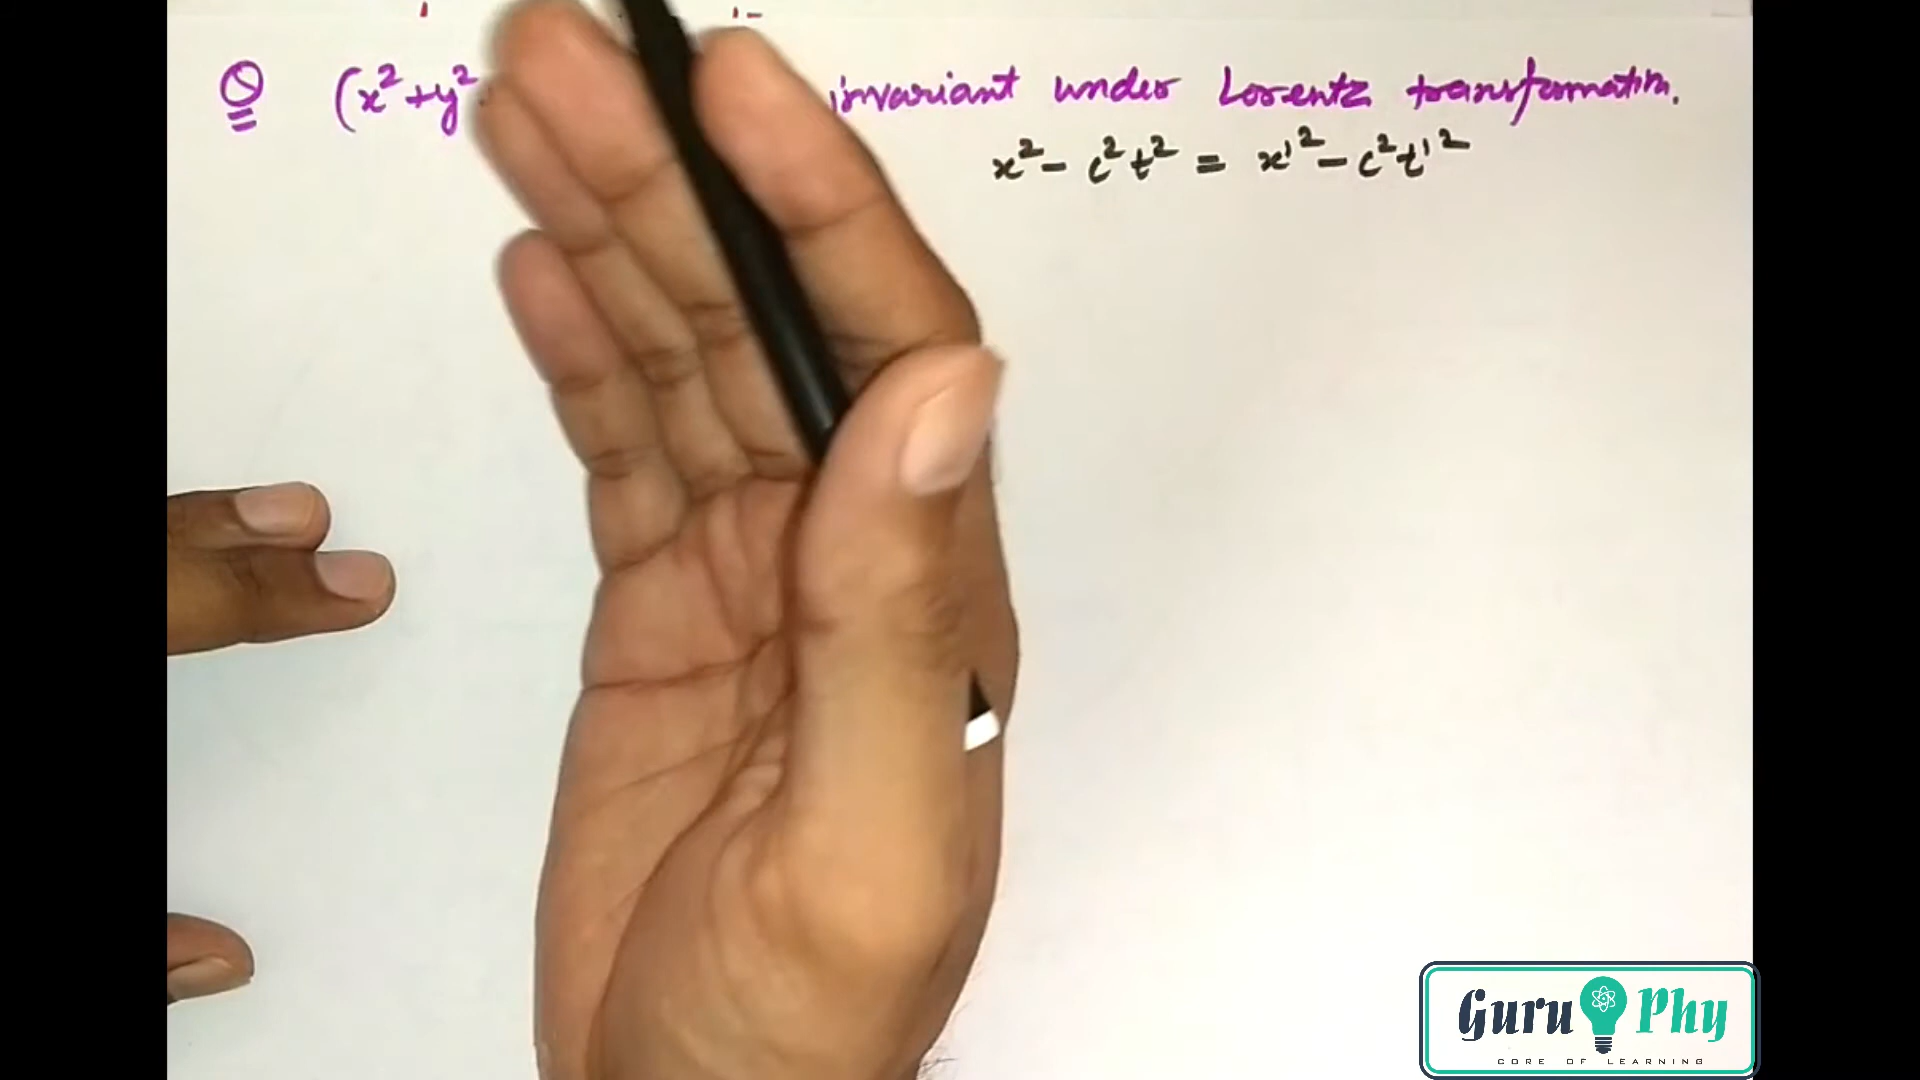 Q (x² + y² invariant under Lorentz transformation.
x² - c²t² = x'² - c²t'²
Guru Phy
CORE OF LEARNING